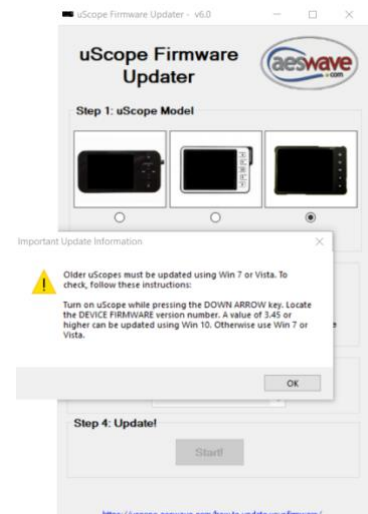 uScope Firmware Updater - v6.0
uScope Firmware
Updater
aeswave
.com
Step 1: uScope Model
Important Update Information
Older uScopes must be updated using Win 7 or Vista. To
check, follow these instructions:
Turn on uScope while pressing the DOWN ARROW key. Locate
the DEVICE FIRMWARE version number. A value of 3.45 or
higher can be updated using Win 10. Otherwise use Win 7 or
Vista.
OK
Step 4: Update!
Start!